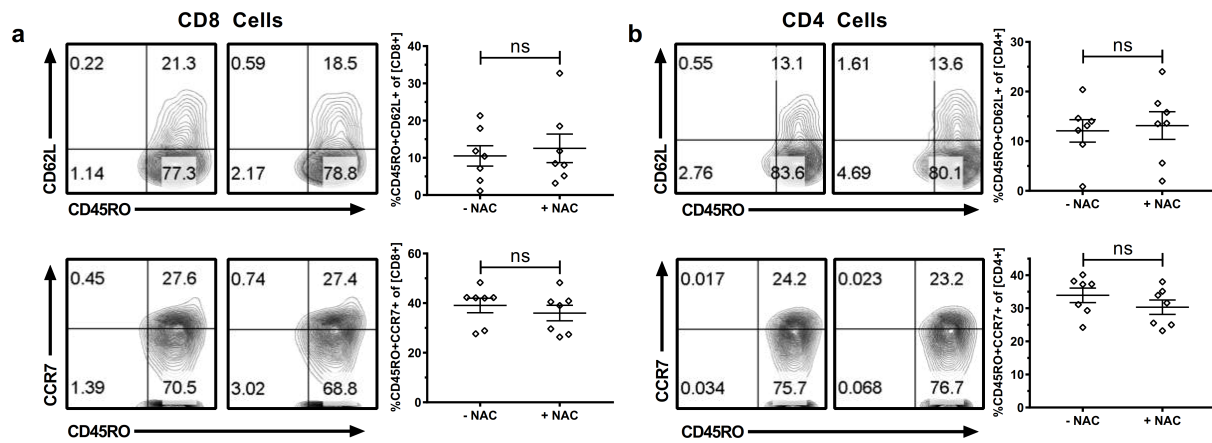 CD8 Cells
CD4 Cells
a
0.22 21.3
1.14 77.3
0.59 18.5
2.17 78.8
CD62L
CD45RO
%CD45RO+CD62L+ of [CD8+]
40
30
20
10
0
ns
- NAC + NAC
b
0.55 13.1
2.76 83.6
1.61 13.6
4.69 80.1
CD62L
CD45RO
%CD45RO+CD62L+ of [CD4+]
30
20
10
0
ns
- NAC + NAC
0.45 27.6
1.39 70.5
0.74 27.4
3.02 68.8
CCR7
CD45RO
%CD45RO+CCR7+ of [CD8+]
60
40
20
0
ns
- NAC + NAC
0.017 24.2
0.034 75.7
0.023 23.2
0.068 76.7
CCR7
CD45RO
%CD45RO+CCR7+ of [CD4+]
40
30
20
10
0
ns
- NAC + NAC